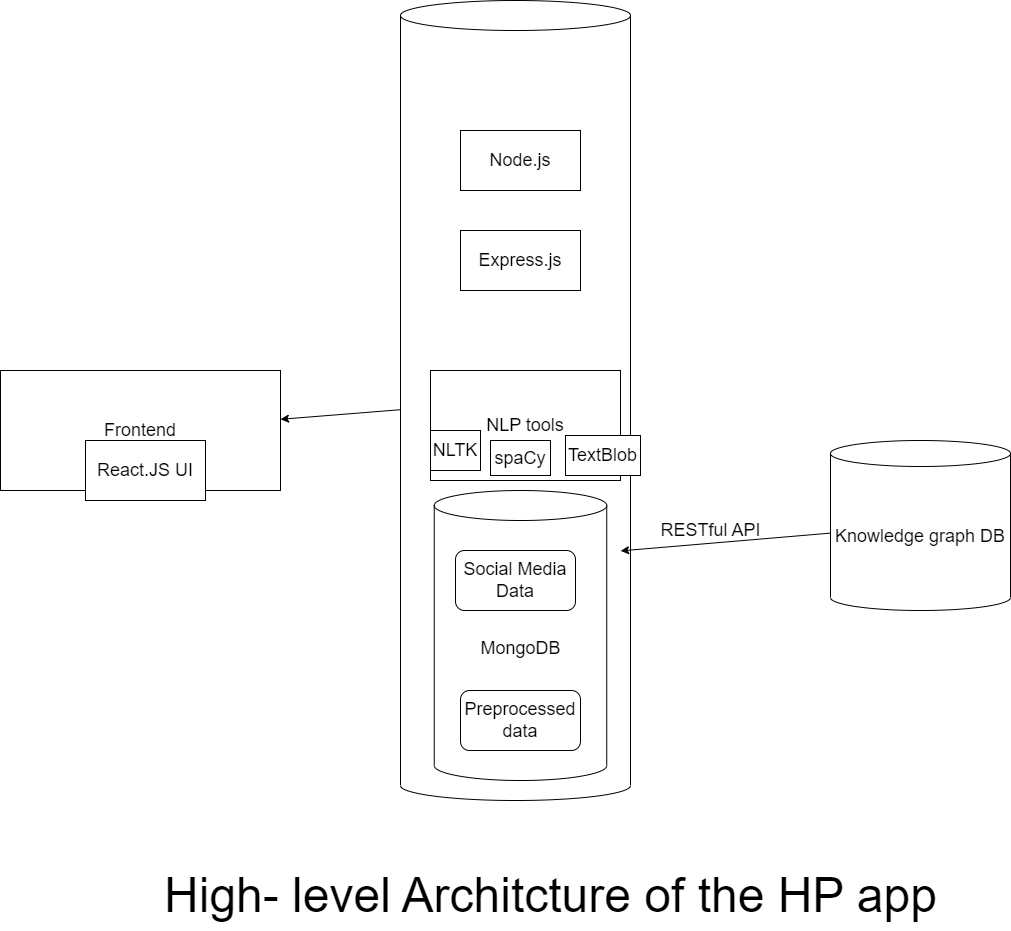 Node.js
Express.js
NLP tools
NLTK
spaCy
TextBlob
Frontend
React.JS UI
RESTful API
Knowledge graph DB
Social Media
Data
MongoDB
Preprocessed
data
High- level Architcture of the HP app